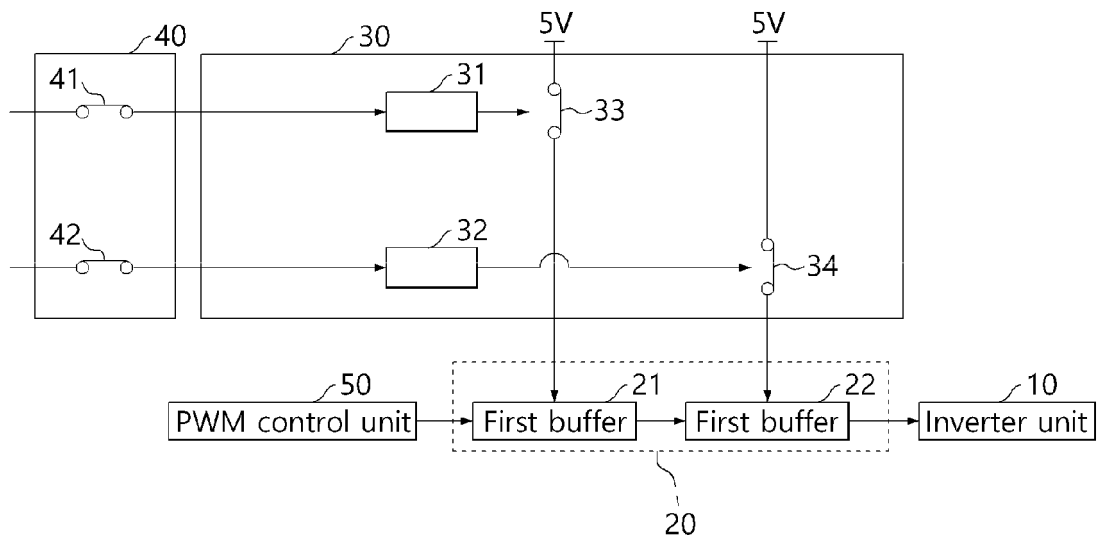 5V
5V
40
30
41
31
33
42
32
34
50
21
22
10
PWM control unit
First buffer
First buffer
Inverter unit
20